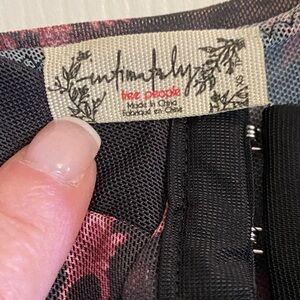 intimately
free people
Made in China
Fabriqué en Chine